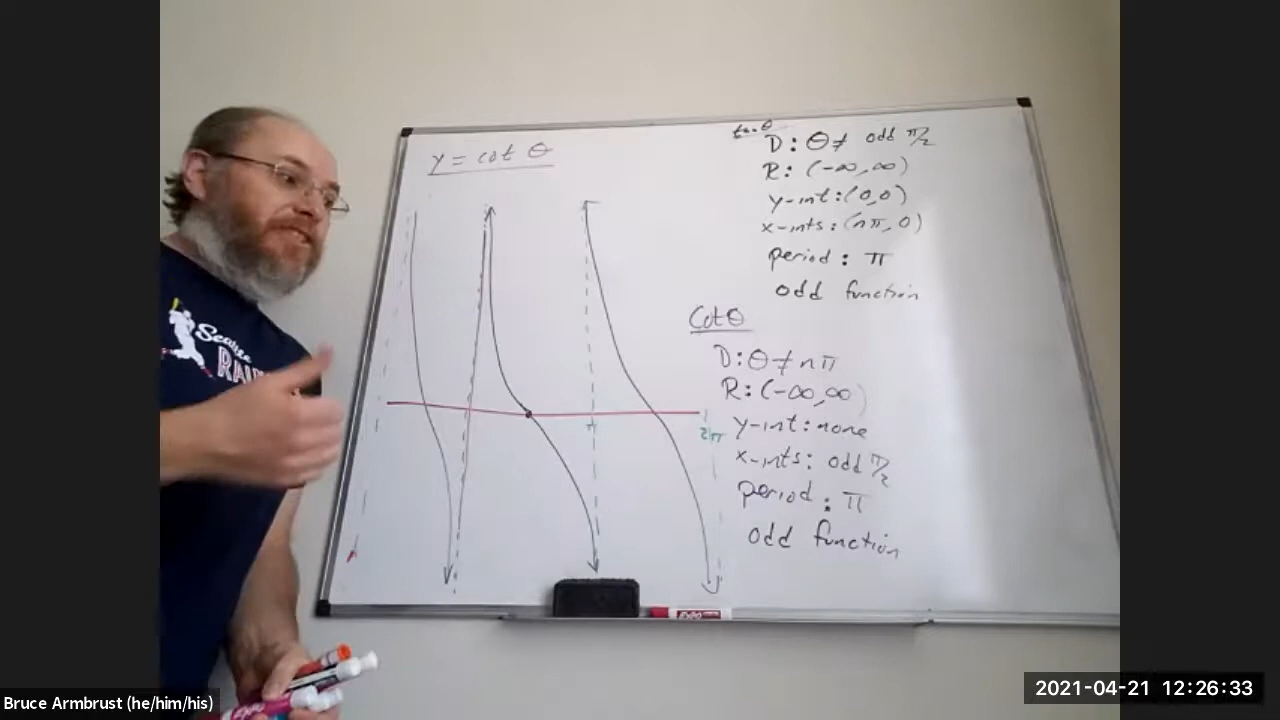 y = cot θ
π
2π
tan θ
D: θ ≠ odd π/2
R: (-∞,∞)
y-int: (0,0)
x-ints: (nπ, 0)
period: π
odd function
Cot θ
D: θ ≠ nπ
R: (-∞,∞)
y-int: none
x-ints: odd π/2
period: π
odd function
EXPO
Bruce Armbrust (he/him/his)
2021-04-21 12:26:33